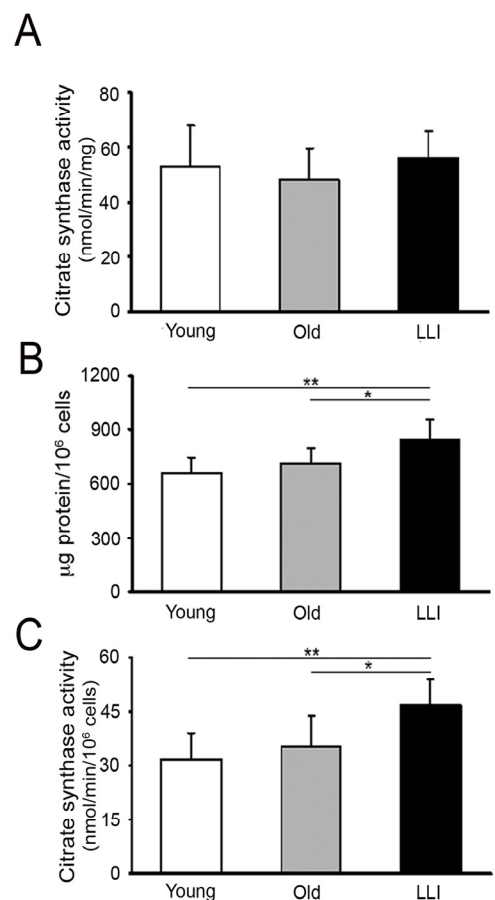 A
Citrate synthase activity
(nmol/min/mg)
80
60
40
20
0
Young Old LLI
B
µg protein/10⁶ cells
1200
900
600
300
0
**
*
Young Old LLI
C
Citrate synthase activity
(nmol/min/10⁶ cells)
60
45
30
15
0
**
*
Young Old LLI